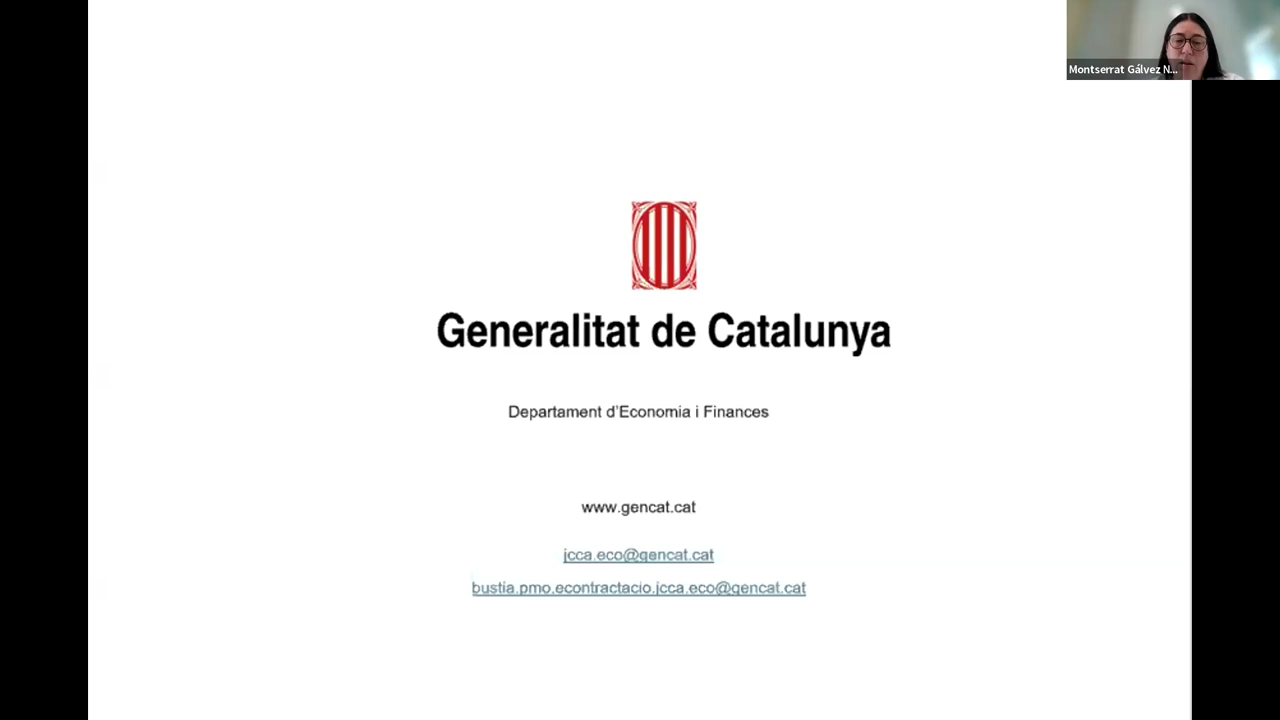 Montserrat Gálvez N...
Generalitat de Catalunya
Departament d'Economia i Finances
www.gencat.cat
jcca.eco@gencat.cat
bustia.pmo.econtractacio.jcca.eco@gencat.cat